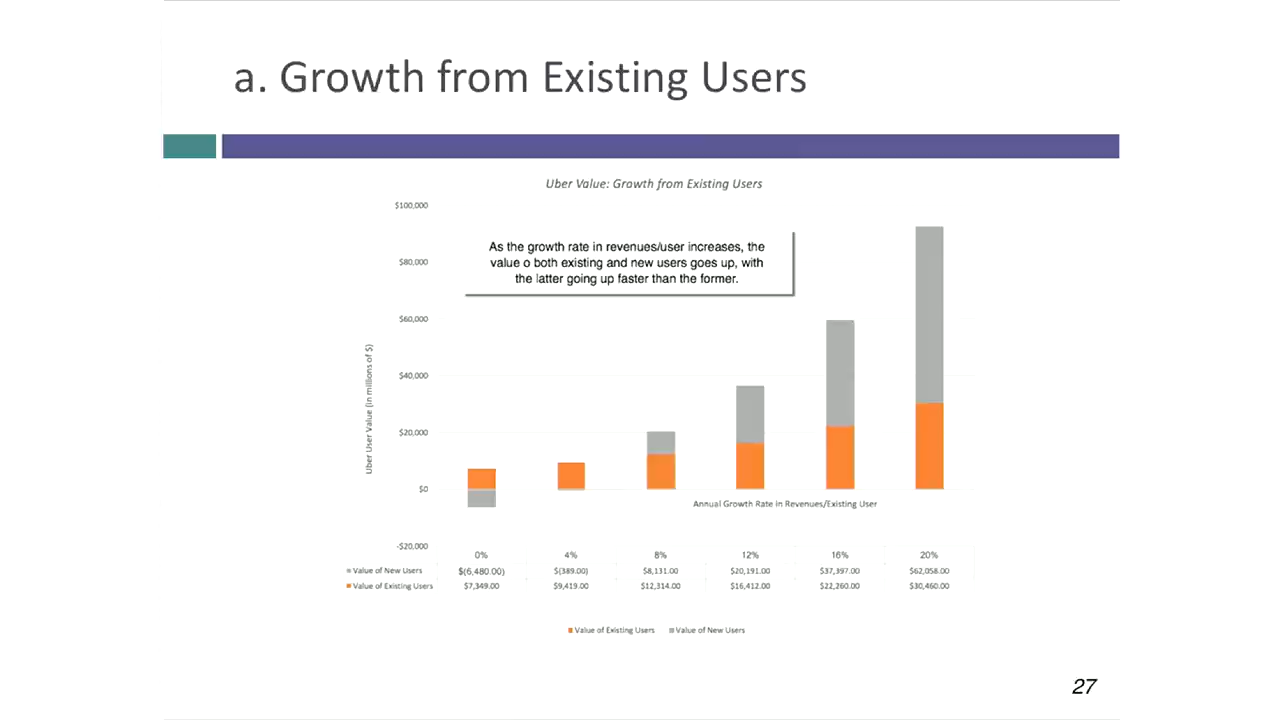 a. Growth from Existing Users
Uber Value: Growth from Existing Users
$100,000
As the growth rate in revenues/user increases, the
value o both existing and new users goes up, with
the latter going up faster than the former.
$80,000
$60,000
Uber User Value (in millions of $)
$40,000
$20,000
$0
Annual Growth Rate in Revenues/Existing User
-$20,000
0% 4% 8% 12% 16% 20%
Value of New Users $(6,480.00) $(389.00) $8,131.00 $20,191.00 $37,397.00 $62,058.00
Value of Existing Users $7,349.00 $9,419.00 $12,314.00 $16,412.00 $22,260.00 $30,460.00
Value of Existing Users Value of New Users
27